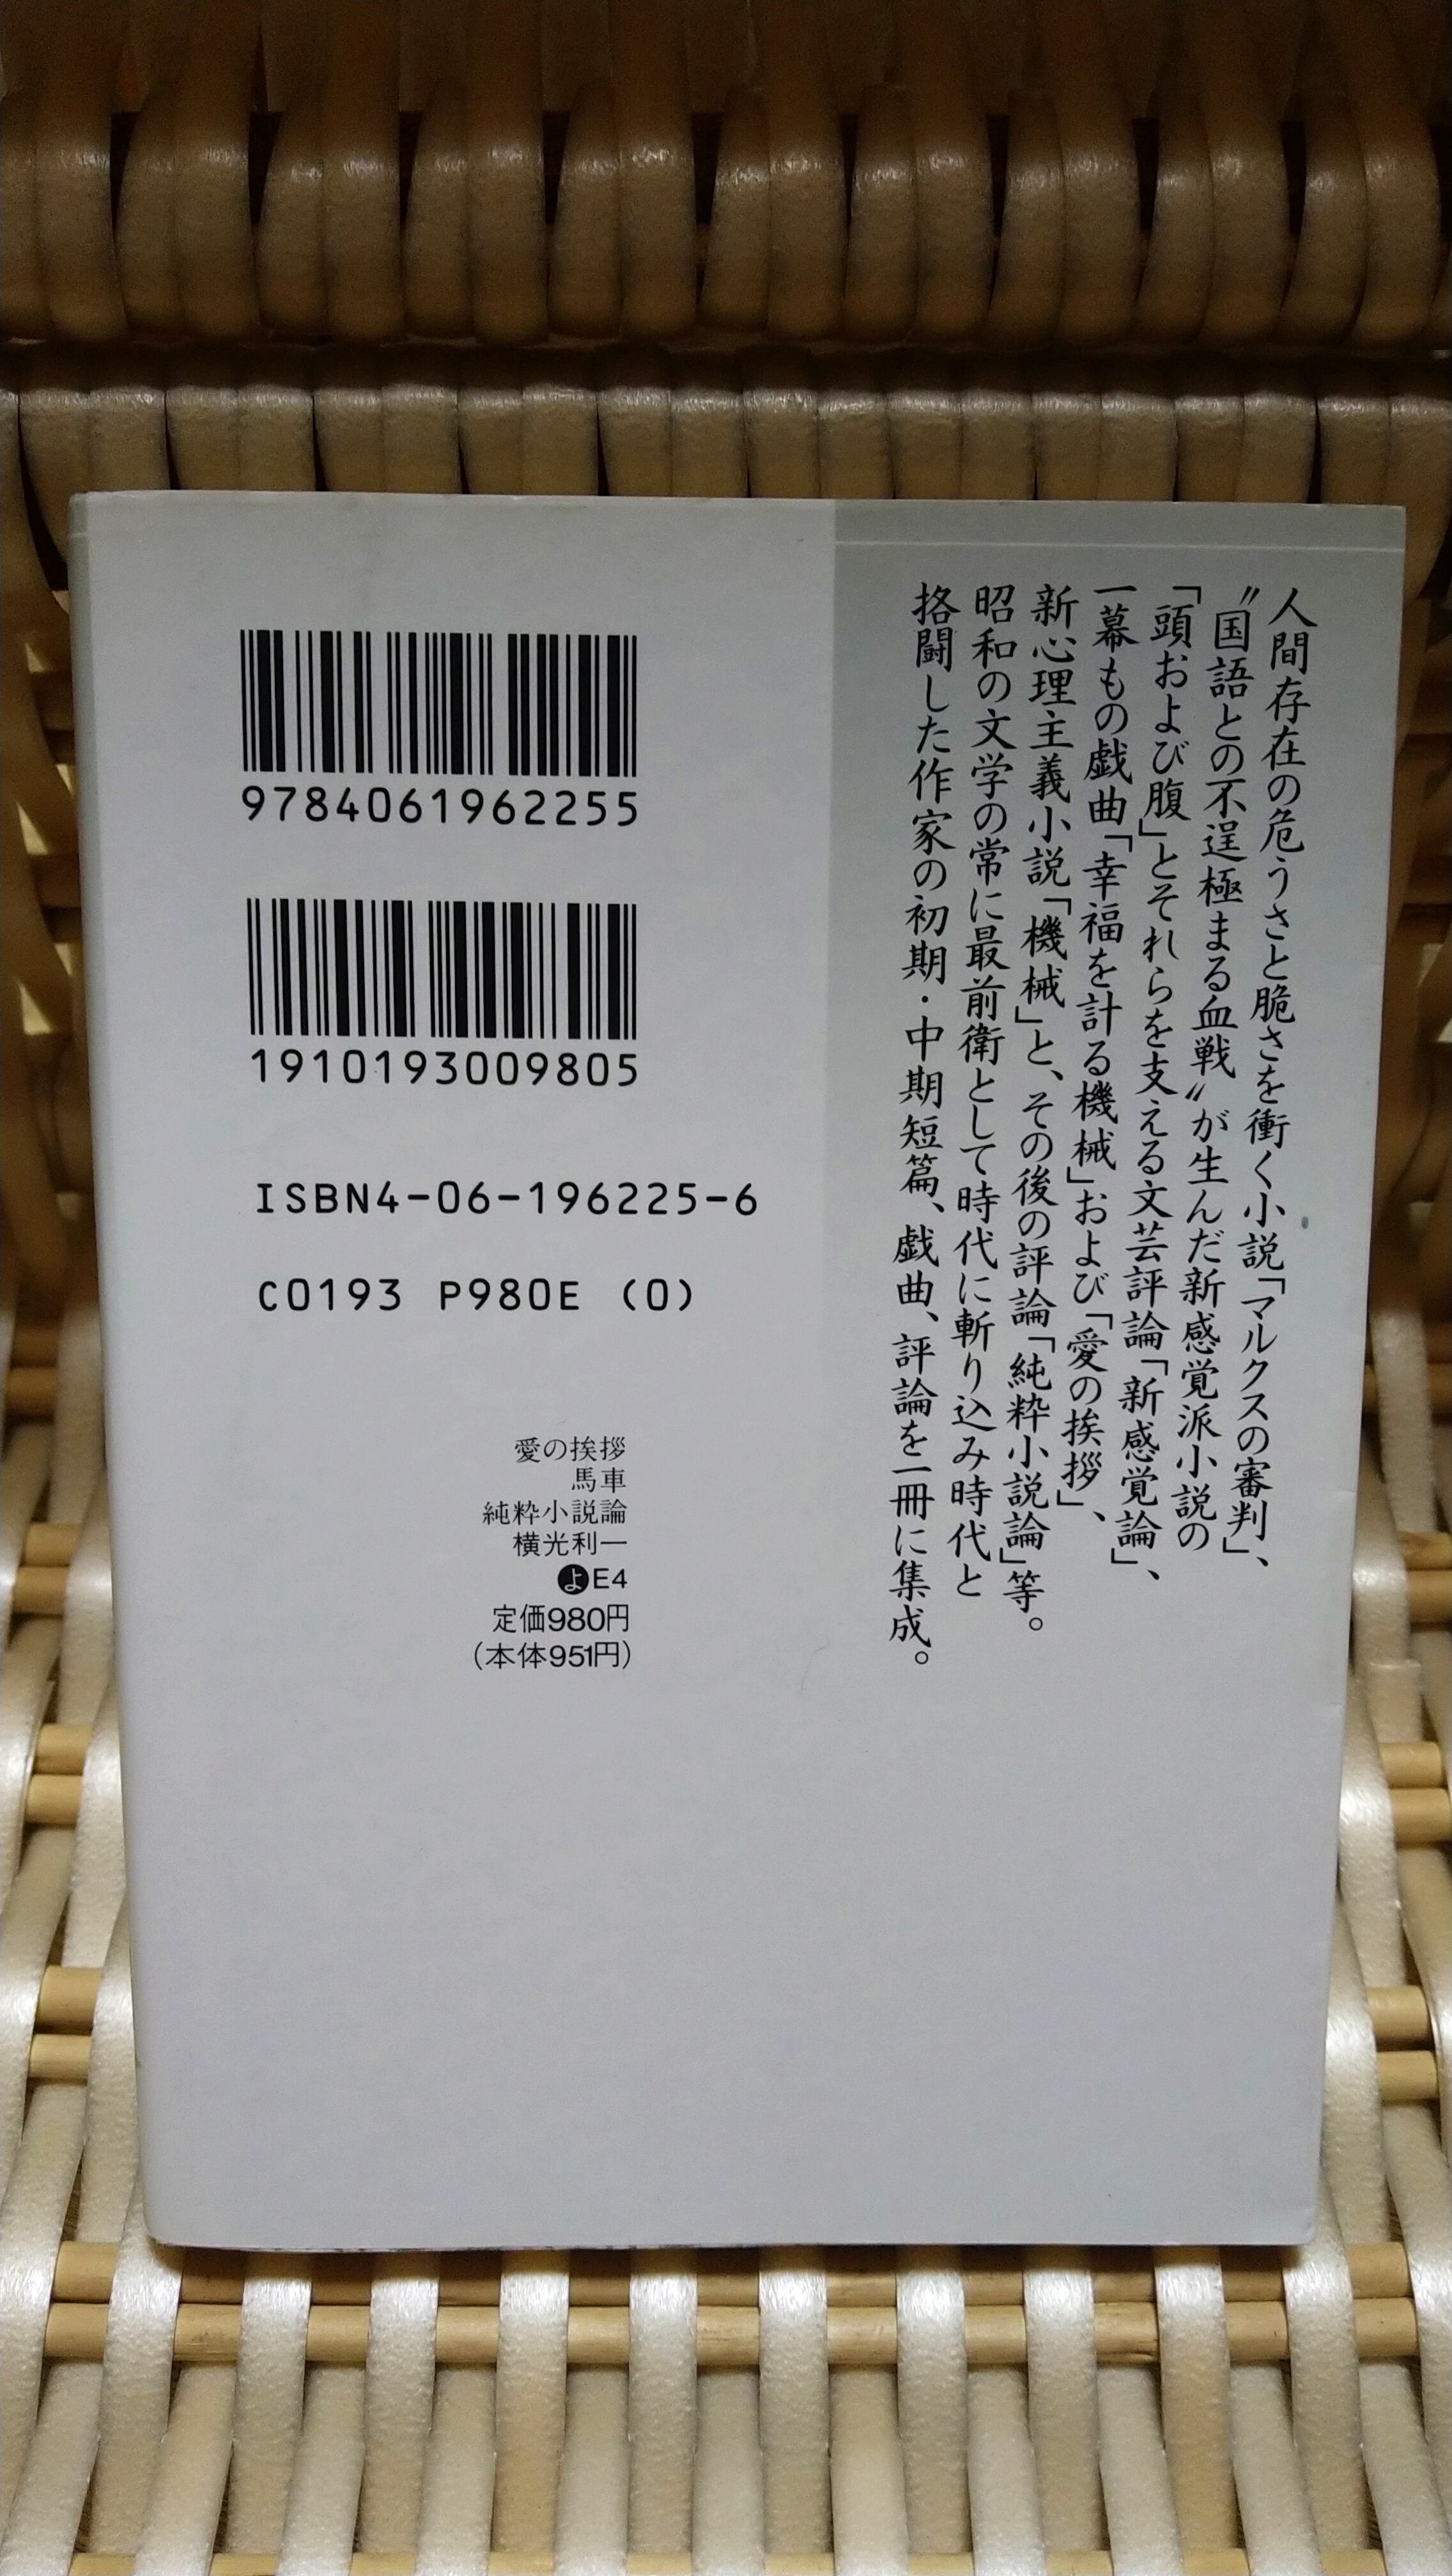 人間存在の危うさと脆さを衝く小説「マルクスの審判」、
〝国語との不逞極まる血戦〟が生んだ新感覚派小説の
「頭および腹」とそれらを支える文芸評論「新感覚論」、
一幕もの戯曲「幸福を計る機械」および「愛の挨拶」、
新心理主義小説「機械」と、その後の評論「純粋小説論」等。
昭和の文学の常に最前衛として時代に斬り込み時代と
挌闘した作家の初期・中期短篇、戯曲、評論を一冊に集成。
9784061962255
1910193009805
ISBN4-06-196225-6
C0193 P980E (0)
愛の挨拶
馬車
純粋小説論
横光利一
よE4
定価980円
(本体951円)